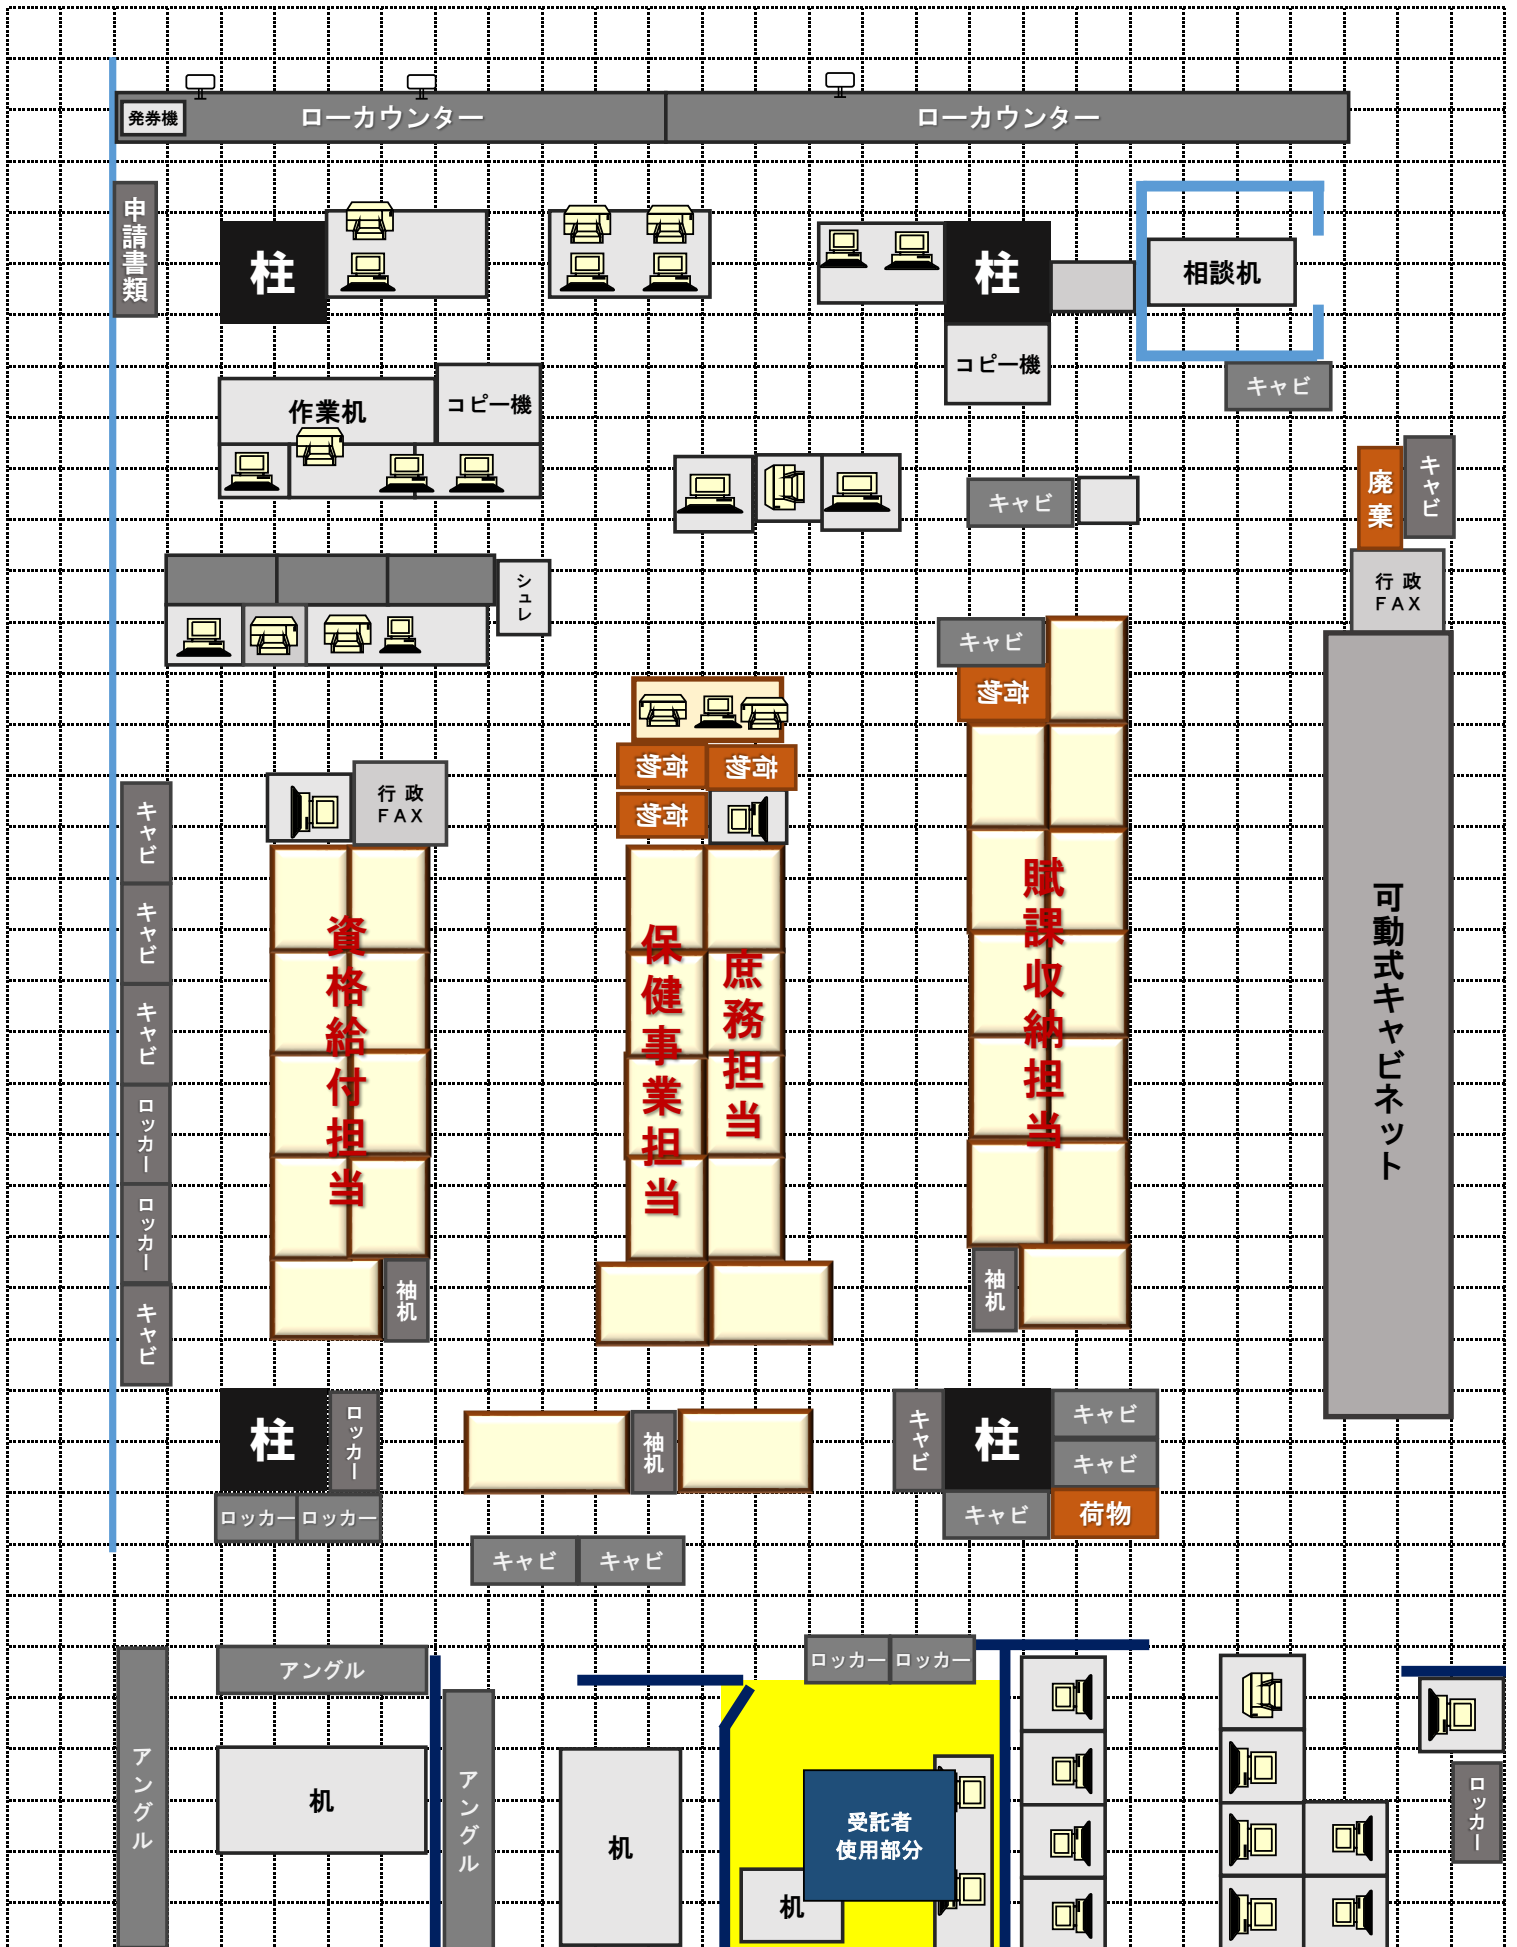 発券機
ローカウンター
ローカウンター
申請書類
柱
柱
相談机
コピー機
キャビ
作業机
コピー機
廃棄
キャビ
キャビ
シュレ
行政
FAX
キャビ
荷物
荷物
荷物
荷物
行政
FAX
キャビ
キャビ
キャビ
ロッカー
ロッカー
キャビ
資格給付担当
保健事業担当
庶務担当
賦課収納担当
可動式キャビネット
袖机
袖机
柱
ロッカー
ロッカー
ロッカー
袖机
キャビ
柱
キャビ
キャビ
キャビ
荷物
キャビ
キャビ
アングル
アングル
机
アングル
机
ロッカー
ロッカー
受託者
使用部分
机
ロッカー